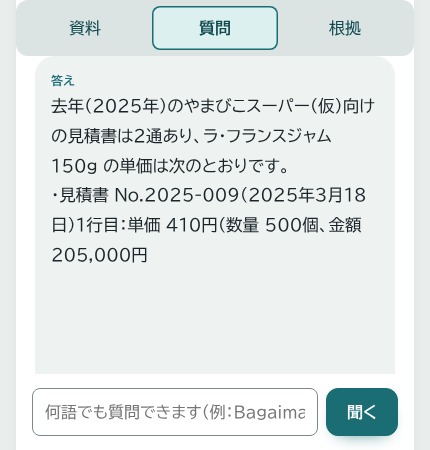 資料
質問
根拠
答え
去年(2025年)のやまびこスーパー(仮)向け
の見積書は2通あり、ラ・フランスジャム
150g の単価は次のとおりです。
・見積書 No.2025-009(2025年3月18
日)1行目:単価 410円(数量 500個、金額
205,000円
何語でも質問できます(例:Bagaima
聞く